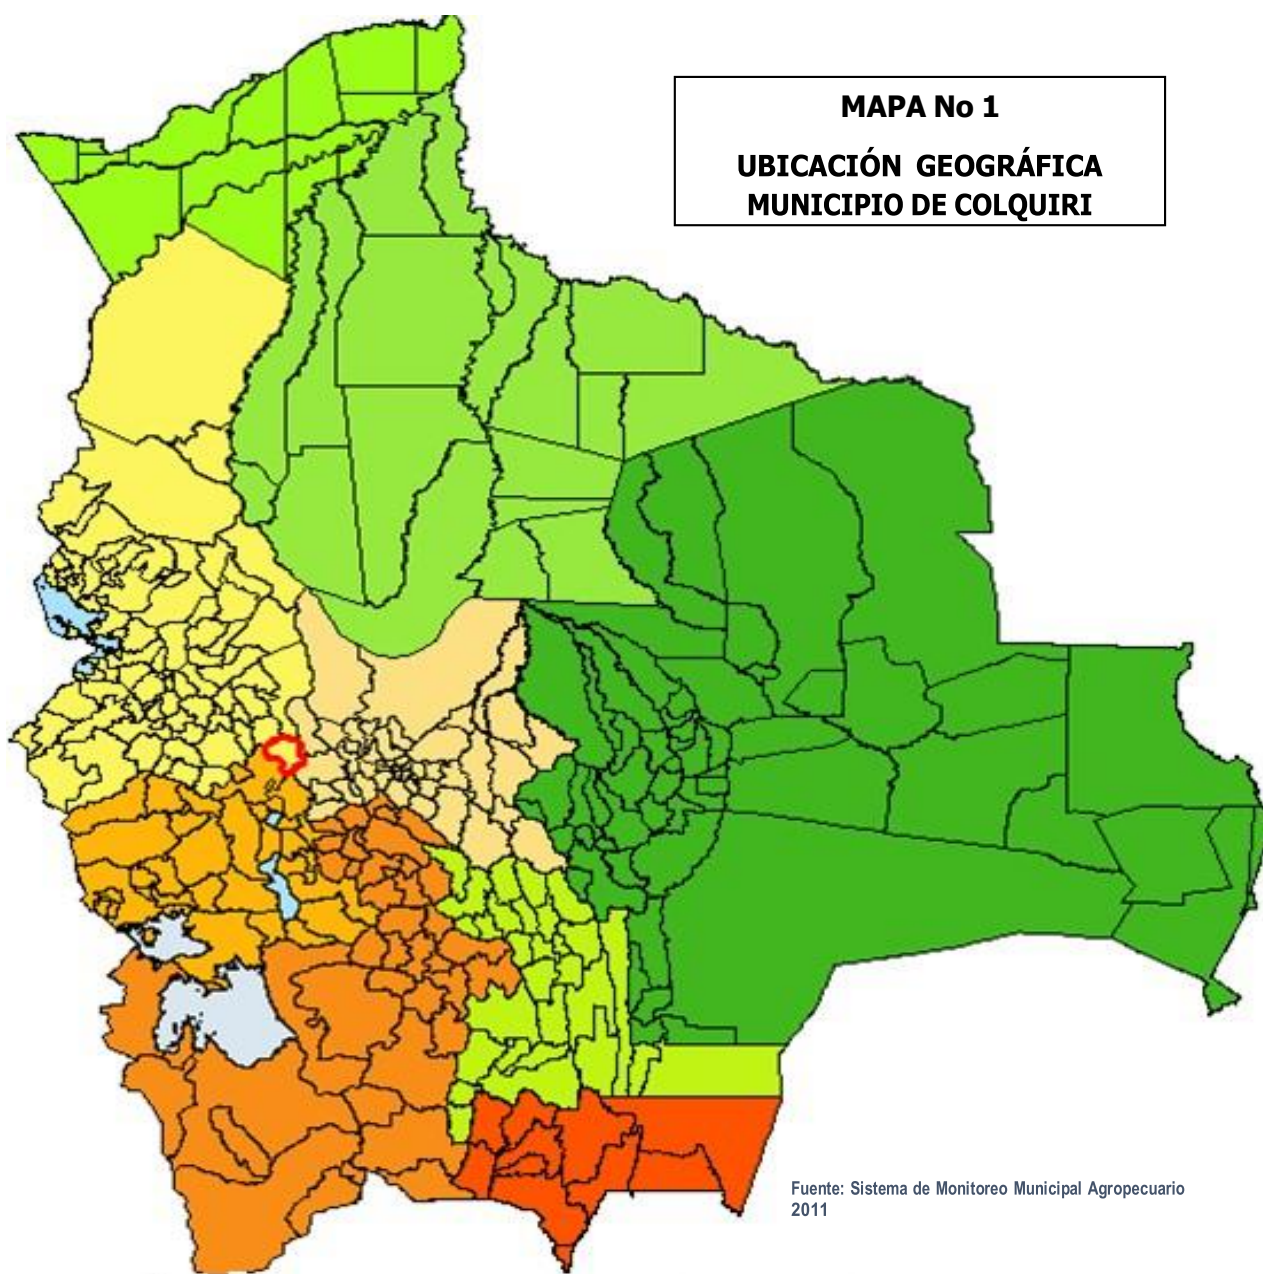 MAPA No 1
UBICACIÓN GEOGRÁFICA
MUNICIPIO DE COLQUIRI
Fuente: Sistema de Monitoreo Municipal Agropecuario
2011